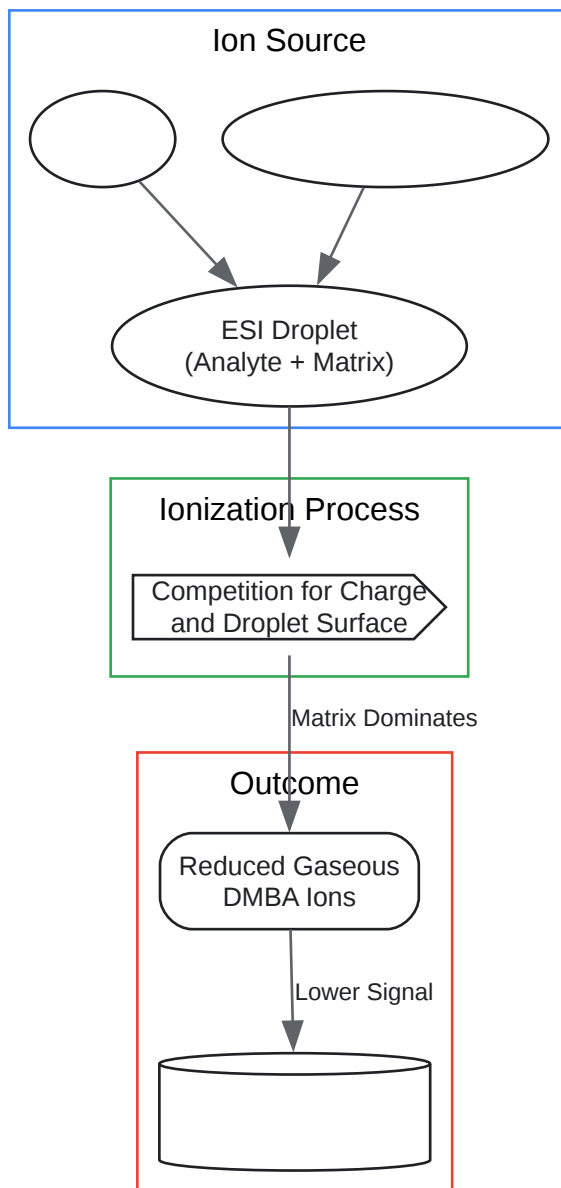 Ion Source
ESI Droplet
(Analyte + Matrix)
Ionization Process
Competition for Charge
and Droplet Surface
Matrix Dominates
Outcome
Reduced Gaseous
DMBA Ions
Lower Signal